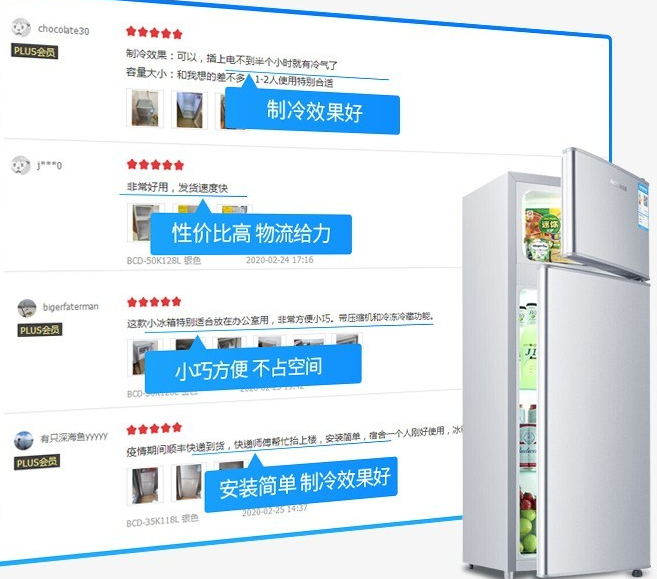 chocolate30
PLUS会员
制冷效果：可以，插上电不到半个小时就有冷气了
容量大小：和我想的差不多，1-2人使用特别合适
制冷效果好
j***0
非常好用，发货速度快
性价比高 物流给力
BCD-50K128L 银色
2020-02-24 17:16
bigerfaterman
PLUS会员
这款小冰箱特别适合放在办公室用，非常方便小巧。带压缩机和冷冻冷藏功能。
小巧方便 不占空间
有只深海鱼yyyyy
PLUS会员
疫情期间顺丰快递到货，快递师傅帮忙抬上楼，安装简单，宿舍一个人刚好使用，冰
安装简单 制冷效果好
BCD-35K118L 银色
2020-02-25 14:37
迷你